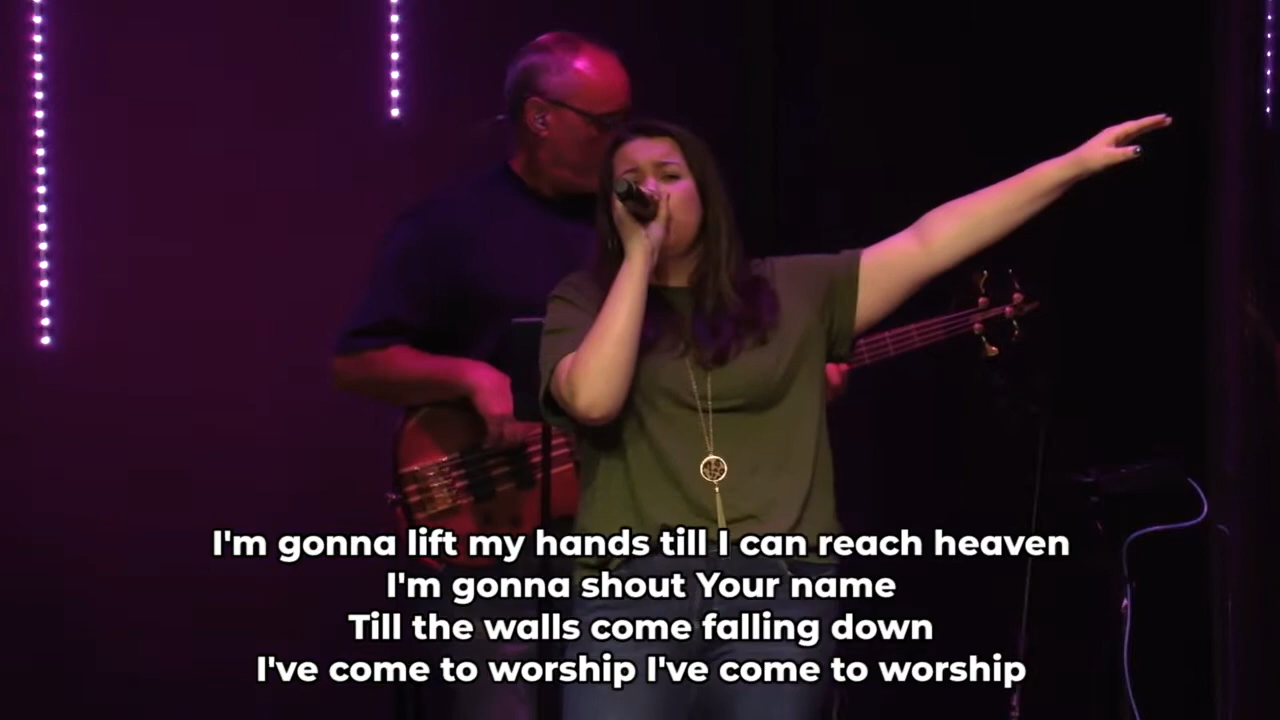 I'm gonna lift my hands till I can reach heaven
I'm gonna shout Your name
Till the walls come falling down
I've come to worship I've come to worship